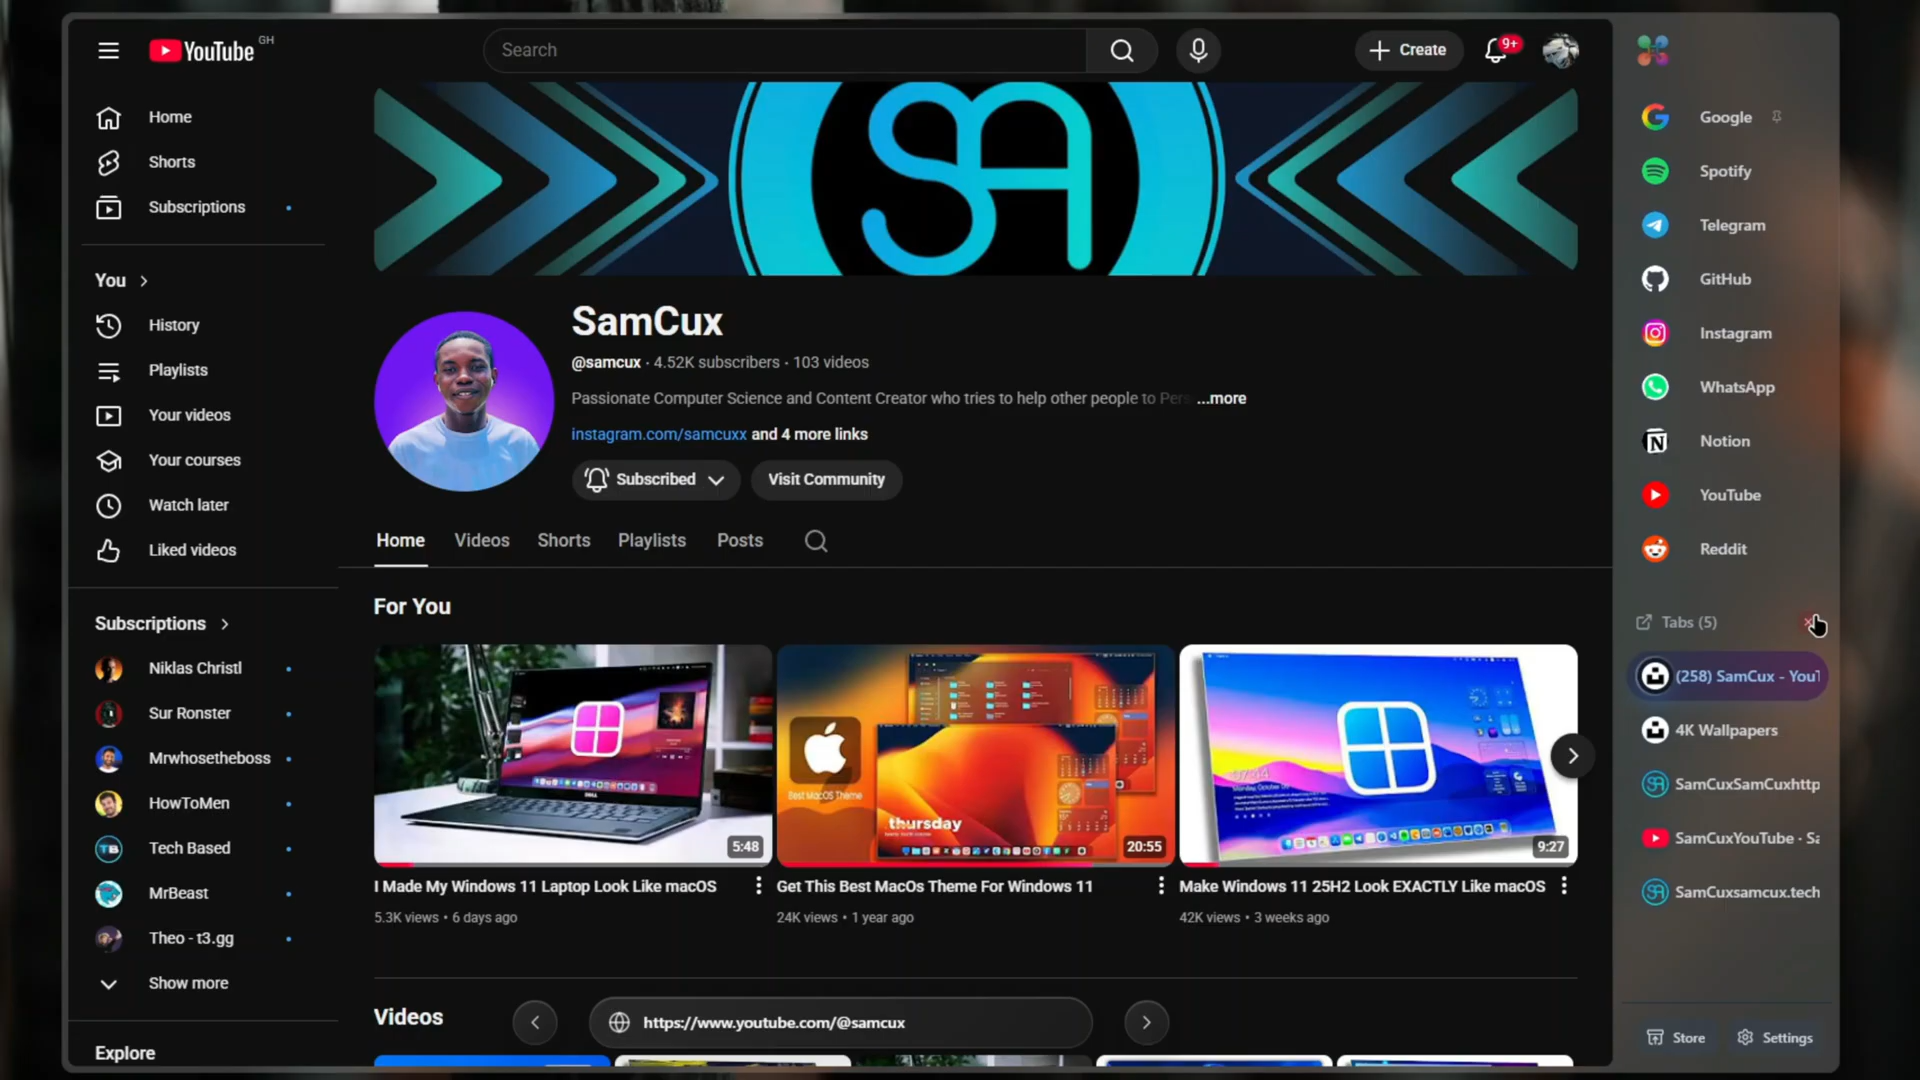 YouTube GH
Search
Create
9+
Home
Shorts
Subscriptions
You
History
Playlists
Your videos
Your courses
Watch later
Liked videos
Subscriptions
Niklas Christl
Sur Ronster
Mrwhosetheboss
HowToMen
Tech Based
MrBeast
Theo - t3.gg
Show more
Explore
SA
SamCux
@samcux · 4.52K subscribers · 103 videos
Passionate Computer Science and Content Creator who tries to help other people to Pers ...more
instagram.com/samcuxx and 4 more links
Subscribed
Visit Community
Home Videos Shorts Playlists Posts
For You
DELL
5:48
I Made My Windows 11 Laptop Look Like macOS
5.3K views • 6 days ago
Best MacOS Theme
thursday
20:55
Get This Best MacOs Theme For Windows 11
24K views • 1 year ago
9:27
Make Windows 11 25H2 Look EXACTLY Like macOS
42K views • 3 weeks ago
Videos
https://www.youtube.com/@samcux
Google
Spotify
Telegram
GitHub
Instagram
WhatsApp
Notion
YouTube
Reddit
Tabs (5)
(258) SamCux - YouT
4K Wallpapers
SamCuxSamCuxhttp
SamCuxYouTube · Sa
SamCuxsamcux.tech
Store
Settings